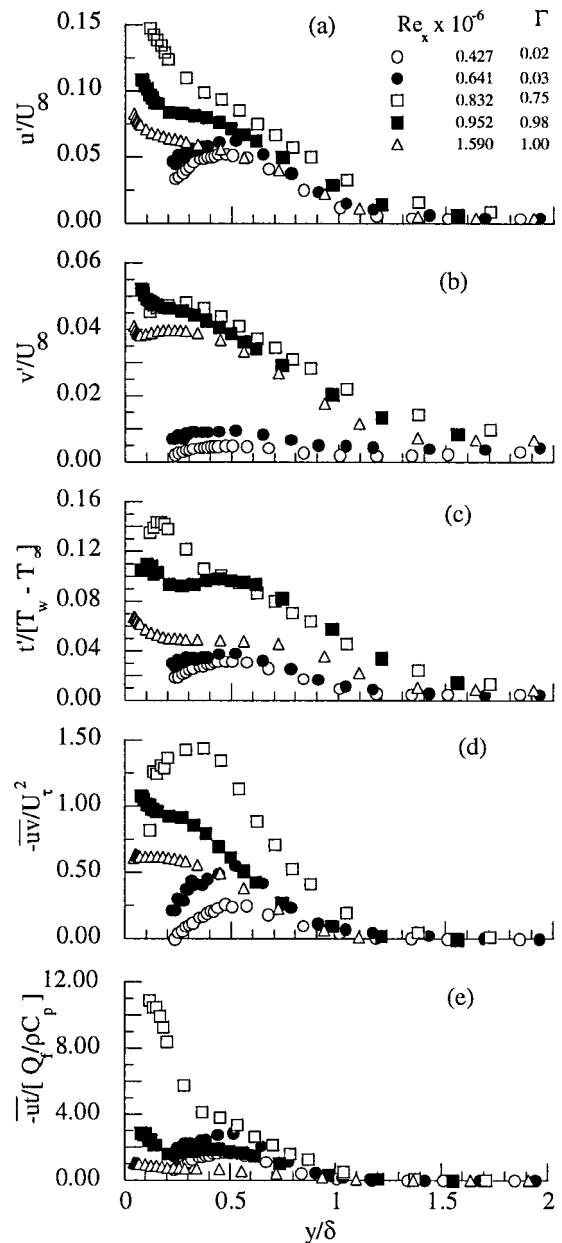 Re_x x 10^-6 Γ
○ 0.427 0.02
● 0.641 0.03
□ 0.832 0.75
■ 0.952 0.98
△ 1.590 1.00
(a)
u'/U_∞
0.15
0.10
0.05
0.00
(b)
v'/U_∞
0.06
0.04
0.02
0.00
(c)
t'/[T_w - T_∞]
0.16
0.12
0.08
0.04
0.00
(d)
-u̅v̅/U_τ^2
1.50
1.00
0.50
0.00
(e)
-u̅t̅/[Q_f/ρC_p]
12.00
8.00
4.00
0.00
0 0.5 1 1.5 2
y/δ